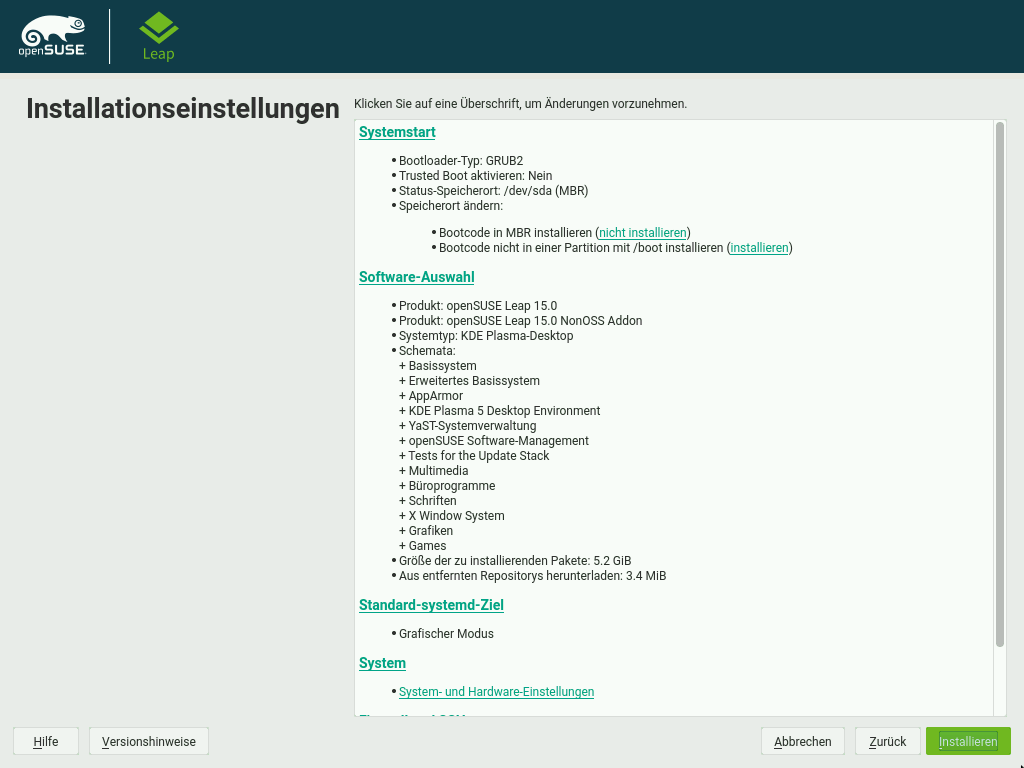 openSUSE
Leap
Installationseinstellungen
Klicken Sie auf eine Überschrift, um Änderungen vorzunehmen.
Systemstart
• Bootloader-Typ: GRUB2
• Trusted Boot aktivieren: Nein
• Status-Speicherort: /dev/sda (MBR)
• Speicherort ändern:
• Bootcode in MBR installieren (nicht installieren)
• Bootcode nicht in einer Partition mit /boot installieren (installieren)
Software-Auswahl
• Produkt: openSUSE Leap 15.0
• Produkt: openSUSE Leap 15.0 NonOSS Addon
• Systemtyp: KDE Plasma-Desktop
• Schemata:
+ Basissystem
+ Erweitertes Basissystem
+ AppArmor
+ KDE Plasma 5 Desktop Environment
+ YaST-Systemverwaltung
+ openSUSE Software-Management
+ Tests for the Update Stack
+ Multimedia
+ Büroprogramme
+ Schriften
+ X Window System
+ Grafiken
+ Games
• Größe der zu installierenden Pakete: 5.2 GiB
• Aus entfernten Repositorys herunterladen: 3.4 MiB
Standard-systemd-Ziel
• Grafischer Modus
System
• System- und Hardware-Einstellungen
Hilfe
Versionshinweise
Abbrechen
Zurück
Installieren